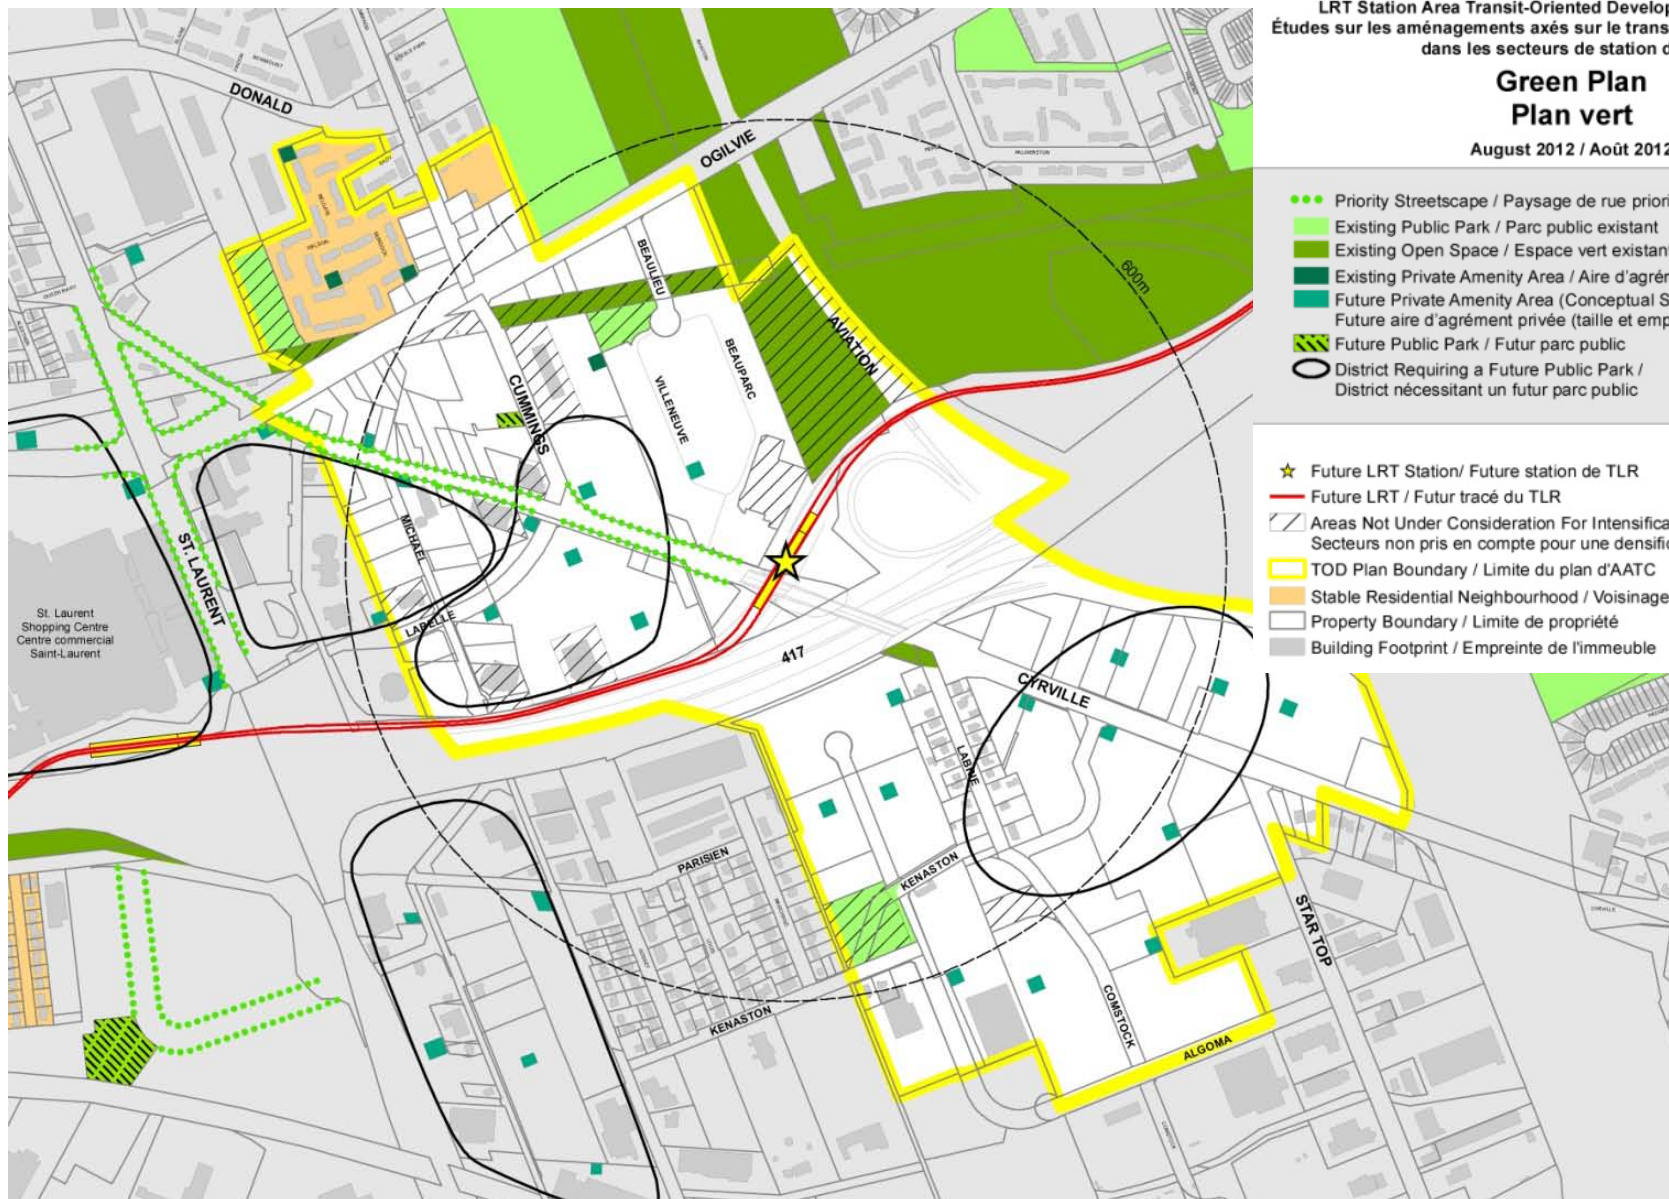 LRT Station Area Transit-Oriented Develop
Études sur les aménagements axés sur le trans
dans les secteurs de station d
Green Plan
Plan vert
August 2012 / Août 2012
Priority Streetscape / Paysage de rue priori
Existing Public Park / Parc public existant
Existing Open Space / Espace vert existant
Existing Private Amenity Area / Aire d'agrém
Future Private Amenity Area (Conceptual S
Future aire d'agrément privée (taille et emp
Future Public Park / Futur parc public
District Requiring a Future Public Park /
District nécessitant un futur parc public
Future LRT Station/ Future station de TLR
Future LRT / Futur tracé du TLR
Areas Not Under Consideration For Intensifica
Secteurs non pris en compte pour une densific
TOD Plan Boundary / Limite du plan d'AATC
Stable Residential Neighbourhood / Voisinage
Property Boundary / Limite de propriété
Building Footprint / Empreinte de l'immeuble
DONALD
OGILVIE
BEAULIEU
600m
AVIATION
BEAUPARC
CUMMINGS
VILLENEUVE
MICHAEL
ST. LAURENT
LABELLE
St. Laurent
Shopping Centre
Centre commercial
Saint-Laurent
417
CYRVILLE
LABRIE
PARISIEN
KENASTON
STAR TOP
KENASTON
COMSTOCK
ALGOMA